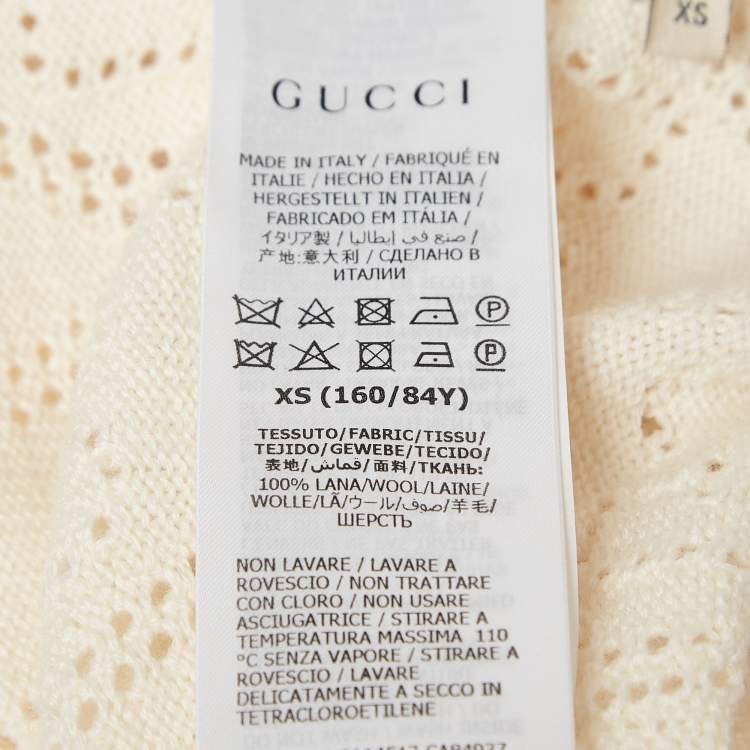 XS
GUCCI
MADE IN ITALY / FABRIQUÉ EN
ITALIE / HECHO EN ITALIA /
HERGESTELLT IN ITALIEN /
FABRICADO EM ITÁLIA /
イタリア製 / صنع في إيطاليا /
产地:意大利 / СДЕЛАНО В
ИТАЛИИ
P
P
XS (160/84Y)
TESSUTO/FABRIC/TISSU/
TEJIDO/GEWEBE/TECIDO/
表地/قماش/面料/ТКАНЬ:
100% LANA/WOOL/LAINE/
WOLLE/LÃ/ウール/صوف/羊毛/
ШЕРСТЬ
NON LAVARE / LAVARE A
ROVESCIO / NON TRATTARE
CON CLORO / NON USARE
ASCIUGATRICE / STIRARE A
TEMPERATURA MASSIMA 110
°C SENZA VAPORE / STIRARE A
ROVESCIO / LAVARE
DELICATAMENTE A SECCO IN
TETRACLOROETILENE